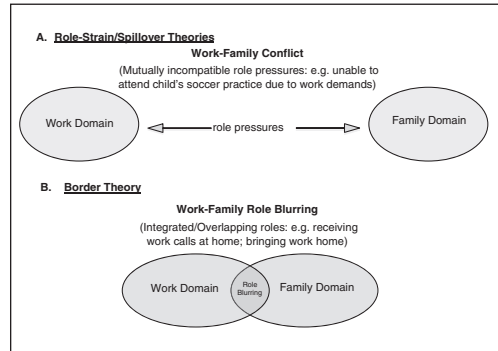 A. Role-Strain/Spillover Theories
Work-Family Conflict
(Mutually incompatible role pressures: e.g. unable to
attend child's soccer practice due to work demands)
Work Domain
role pressures
Family Domain
B. Border Theory
Work-Family Role Blurring
(Integrated/Overlapping roles: e.g. receiving
work calls at home; bringing work home)
Work Domain
Role
Blurring
Family Domain